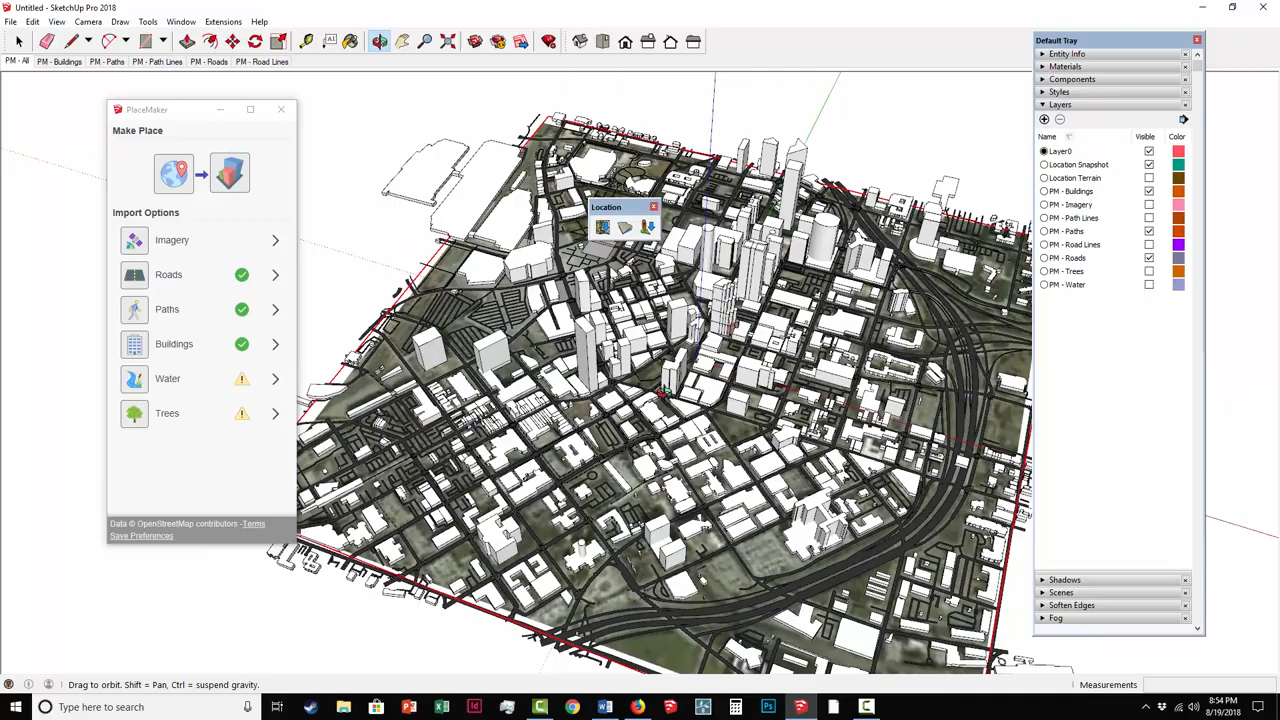 Untitled - SketchUp Pro 2018
File Edit View Camera Draw Tools Window Extensions Help
PM - All PM - Buildings PM - Paths PM - Path Lines PM - Roads PM - Road Lines
PlaceMaker
Make Place
Import Options
Imagery
Roads
Paths
Buildings
Water
Trees
Data © OpenStreetMap contributors - Terms
Save Preferences
Location
Default Tray
Entity Info
Materials
Components
Styles
Layers
Name Visible Color
Layer0
Location Snapshot
Location Terrain
PM - Buildings
PM - Imagery
PM - Path Lines
PM - Paths
PM - Road Lines
PM - Roads
PM - Trees
PM - Water
Shadows
Scenes
Soften Edges
Fog
Drag to orbit. Shift = Pan, Ctrl = suspend gravity.
Measurements
Type here to search
8:54 PM
8/19/2018